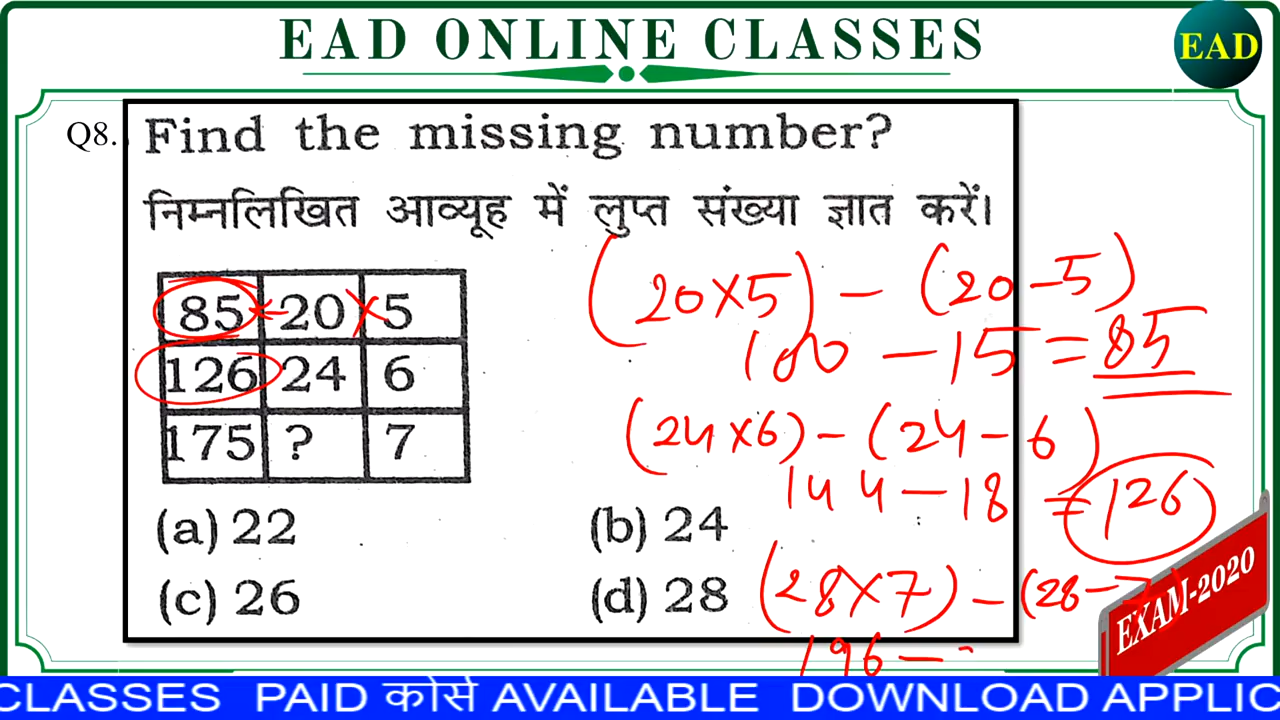 EAD ONLINE CLASSES
EAD
Q8. Find the missing number?
निम्नलिखित आव्यूह में लुप्त संख्या ज्ञात करें।
85 20 5
126 24 6
175 ? 7
(a) 22 (b) 24
(c) 26 (d) 28
(20×5) – (20–5)
100 – 15 = 85
(24×6) – (24–6)
144 – 18 = 126
(28×7) – (28–7)
196 –
EXAM-2020
CLASSES PAID कोर्स AVAILABLE DOWNLOAD APPLIC